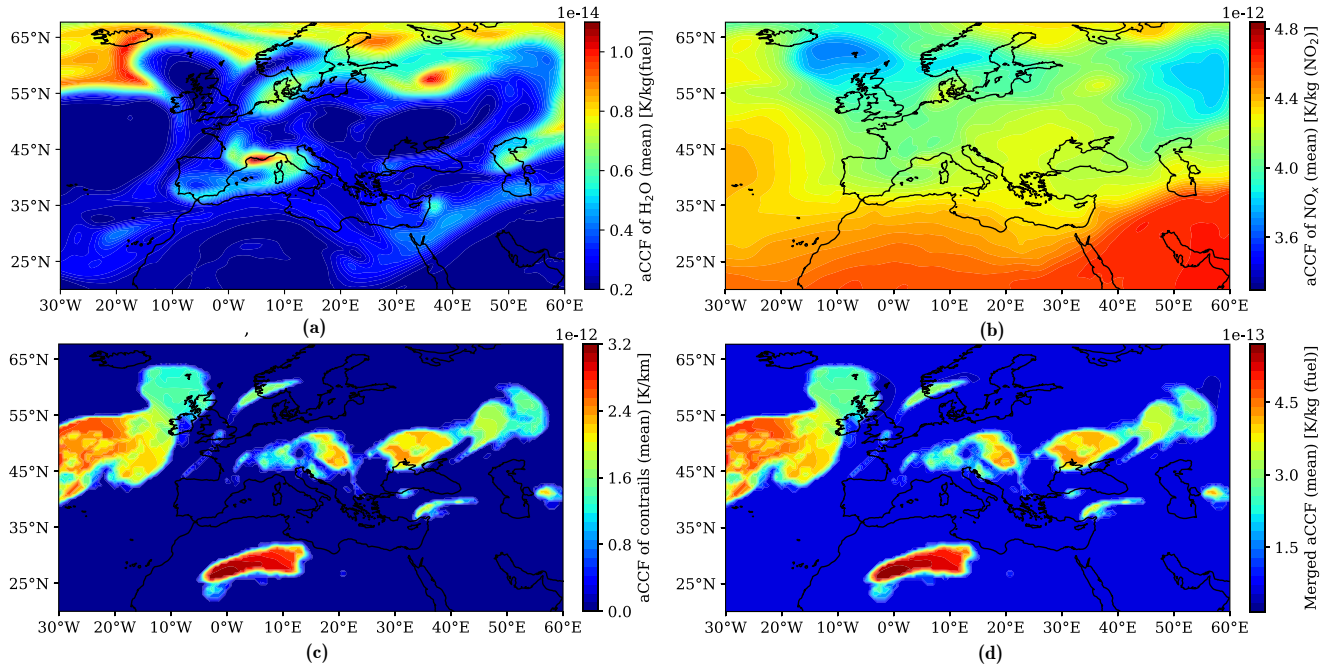 1e-14
65°N
55°N
45°N
35°N
25°N
30°W 20°W 10°W 0°W 10°E 20°E 30°E 40°E 50°E 60°E
1.0
0.8
0.6
0.4
0.2
aCCF of H₂O (mean) [K/kg(fuel)]
(a)
1e-12
65°N
55°N
45°N
35°N
25°N
30°W 20°W 10°W 0°W 10°E 20°E 30°E 40°E 50°E 60°E
4.8
4.4
4.0
3.6
aCCF of NOₓ (mean) [K/kg (NO₂)]
(b)
,
1e-12
65°N
55°N
45°N
35°N
25°N
30°W 20°W 10°W 0°W 10°E 20°E 30°E 40°E 50°E 60°E
3.2
2.4
1.6
0.8
0.0
aCCF of contrails (mean) [K/km]
(c)
1e-13
65°N
55°N
45°N
35°N
25°N
30°W 20°W 10°W 0°W 10°E 20°E 30°E 40°E 50°E 60°E
4.5
3.0
1.5
Merged aCCF (mean) [K/kg (fuel)]
(d)